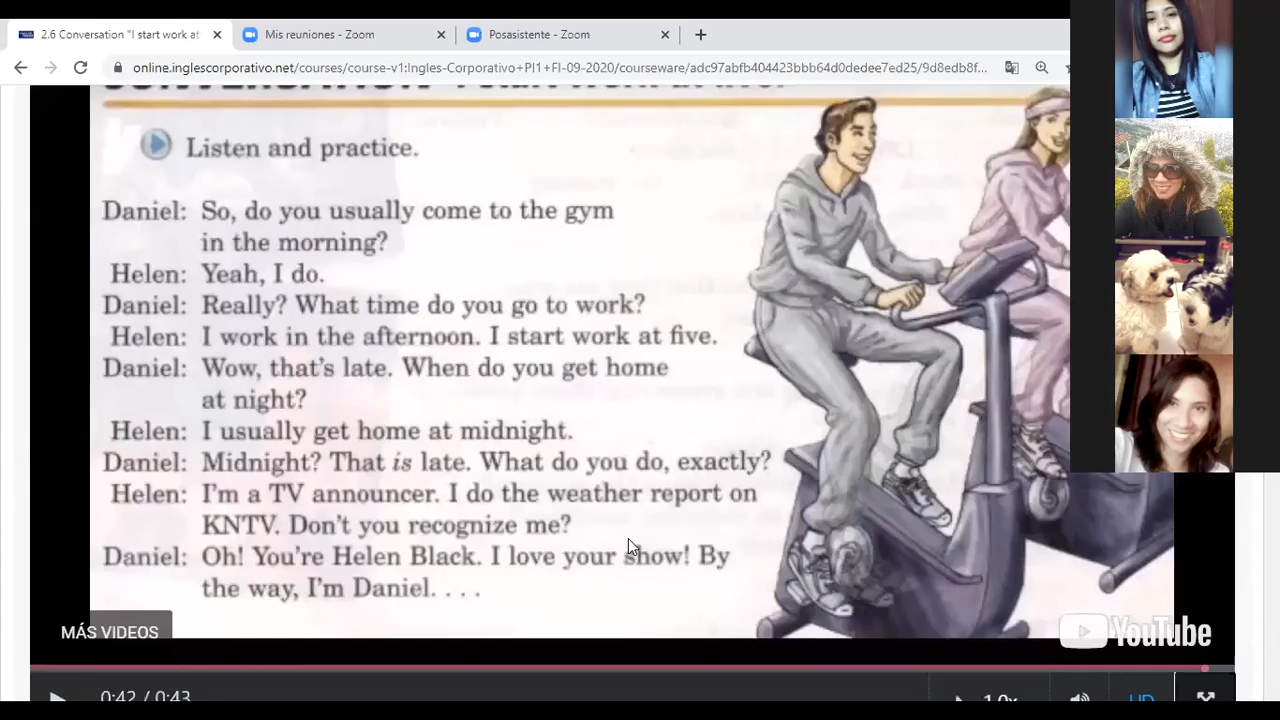 2.6 Conversation "I start work at
Mis reuniones - Zoom
Posasistente - Zoom
online.inglescorporativo.net/courses/course-v1:Ingles-Corporativo+PI1+FI-09-2020/courseware/adc97abfb404423bbb64d0dedee7ed25/9d8edb8f...
Listen and practice.
Daniel: So, do you usually come to the gym
in the morning?
Helen: Yeah, I do.
Daniel: Really? What time do you go to work?
Helen: I work in the afternoon. I start work at five.
Daniel: Wow, that's late. When do you get home
at night?
Helen: I usually get home at midnight.
Daniel: Midnight? That is late. What do you do, exactly?
Helen: I'm a TV announcer. I do the weather report on
KNTV. Don't you recognize me?
Daniel: Oh! You're Helen Black. I love your show! By
the way, I'm Daniel. . . .
MÁS VIDEOS
YouTube
0:42 / 0:43
1.0x
HD